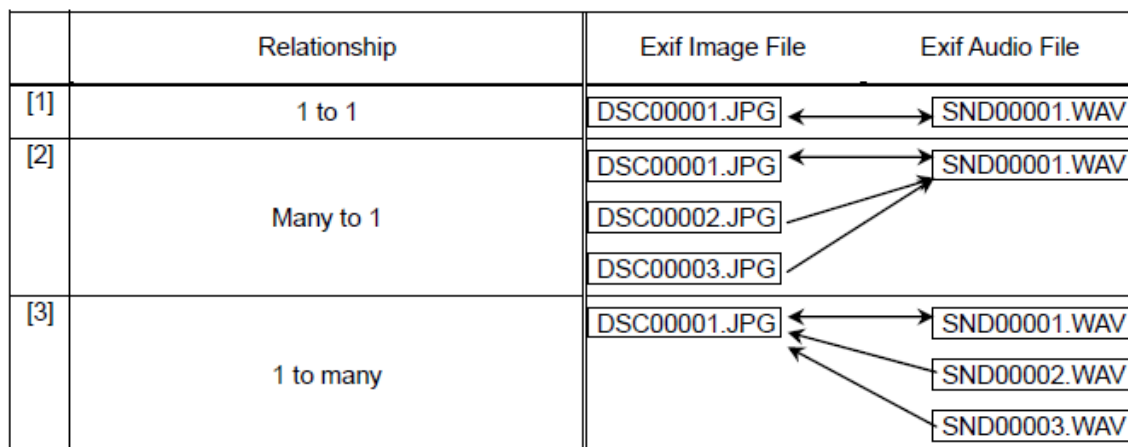 Relationship Exif Image File Exif Audio File
[1] 1 to 1 DSC00001.JPG SND00001.WAV
[2] DSC00001.JPG SND00001.WAV
Many to 1 DSC00002.JPG
DSC00003.JPG
[3] DSC00001.JPG SND00001.WAV
1 to many SND00002.WAV
SND00003.WAV